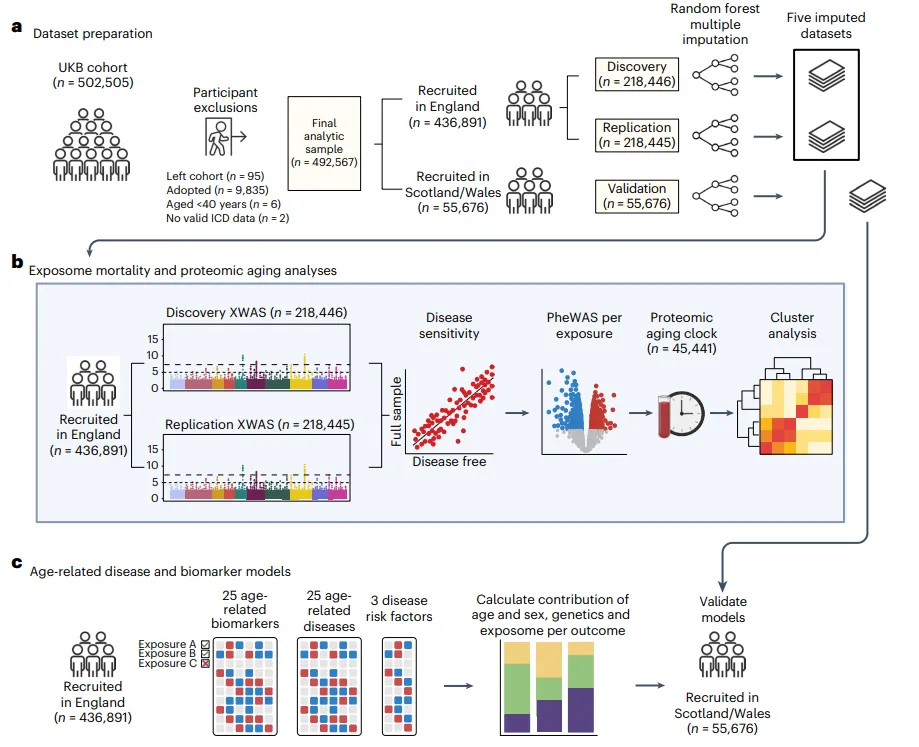 a
Dataset preparation
UKB cohort
(n = 502,505)
Participant
exclusions
Left cohort (n = 95)
Adopted (n = 9,835)
Aged <40 years (n = 6)
No valid ICD data (n = 2)
Final
analytic
sample
(n = 492,567)
Recruited
in England
(n = 436,891)
Recruited in
Scotland/Wales
(n = 55,676)
Discovery
(n = 218,446)
Replication
(n = 218,445)
Validation
(n = 55,676)
Random forest
multiple
imputation
Five imputed
datasets
b
Exposome mortality and proteomic aging analyses
Recruited
in England
(n = 436,891)
Discovery XWAS (n = 218,446)
15
10
5
0
Replication XWAS (n = 218,445)
15
10
5
0
Disease
sensitivity
Full sample
Disease free
PheWAS per
exposure
Proteomic
aging clock
(n = 45,441)
Cluster
analysis
c
Age-related disease and biomarker models
Recruited
in England
(n = 436,891)
Exposure A
Exposure B
Exposure C
25 age-
related
biomarkers
25 age-
related
diseases
3 disease
risk factors
Calculate contribution of
age and sex, genetics and
exposome per outcome
Validate
models
Recruited in
Scotland/Wales
(n = 55,676)